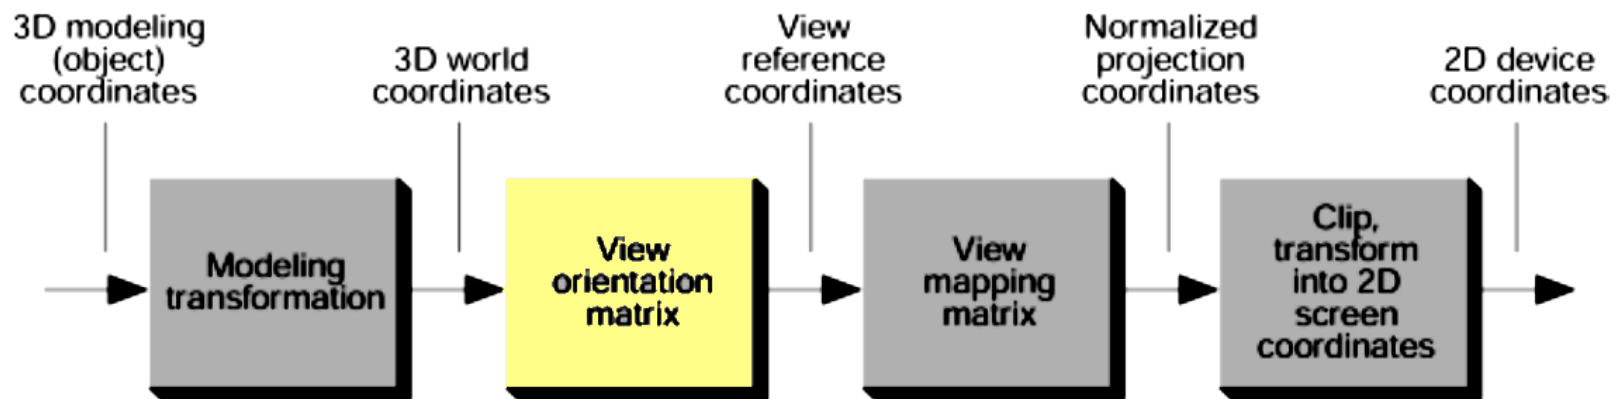 3D modeling
(object)
coordinates
3D world
coordinates
View
reference
coordinates
Normalized
projection
coordinates
2D device
coordinates
Modeling
transformation
View
orientation
matrix
View
mapping
matrix
Clip,
transform
into 2D
screen
coordinates